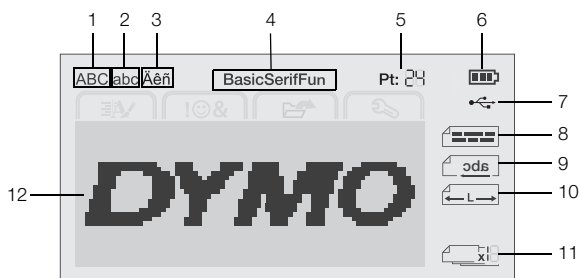 1 2 3 4 5 6
ABC abc Äêñ BasicSerifFun Pt: 24
!☺&
7
8
abc 9
L 10
DYMO
12
x 11